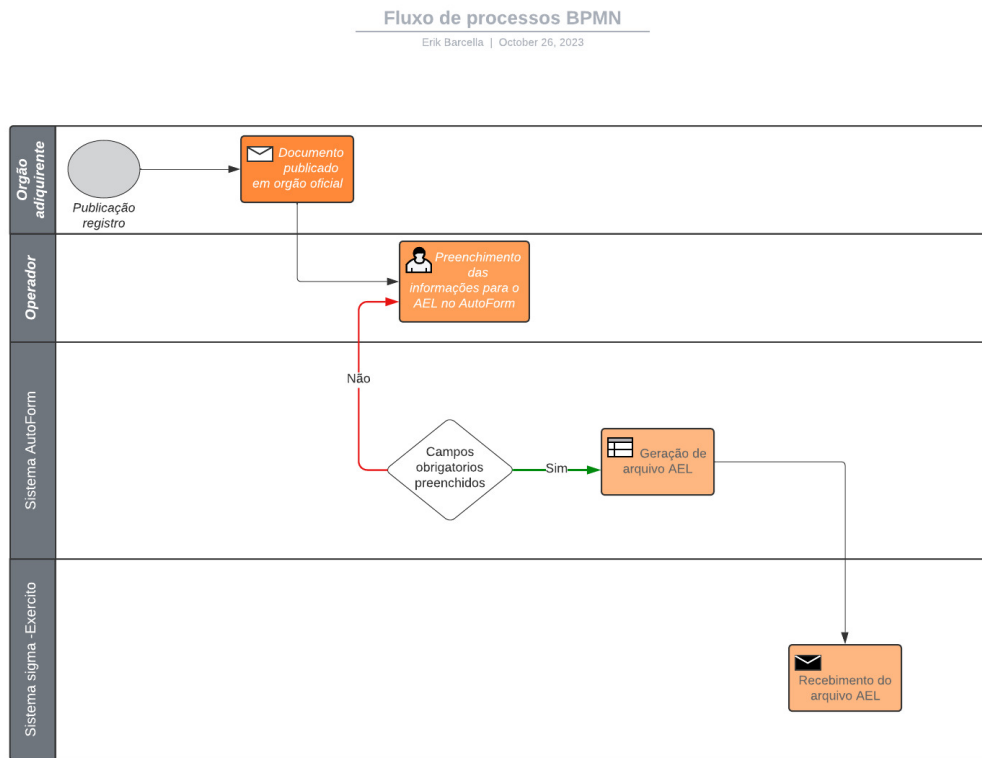 Fluxo de processos BPMN
Erik Barcella | October 26, 2023
Orgão
adiquirente
Publicação
registro
Documento
publicado
em orgão oficial
Operador
Preenchimento
das
informações para o
AEL no AutoForm
Sistema AutoForm
Não
Campos
obrigatorios
preenchidos
Sim
Geração de
arquivo AEL
Sistema sigma -Exercito
Recebimento do
arquivo AEL